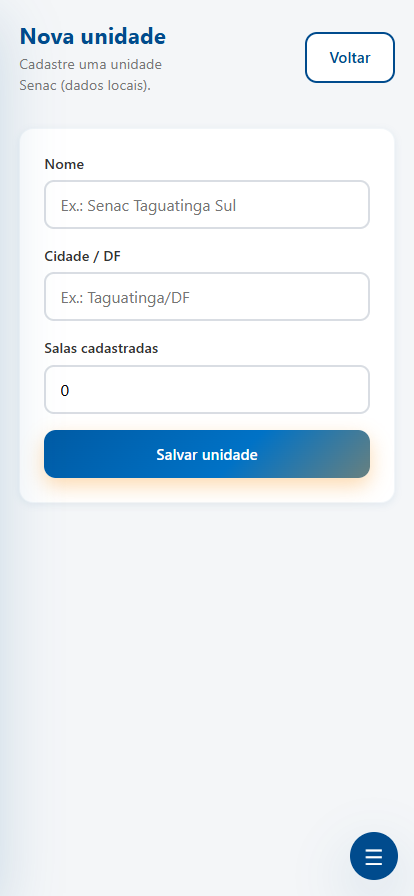 Nova unidade
Cadastre uma unidade
Senac (dados locais).
Voltar
Nome
Ex.: Senac Taguatinga Sul
Cidade / DF
Ex.: Taguatinga/DF
Salas cadastradas
0
Salvar unidade